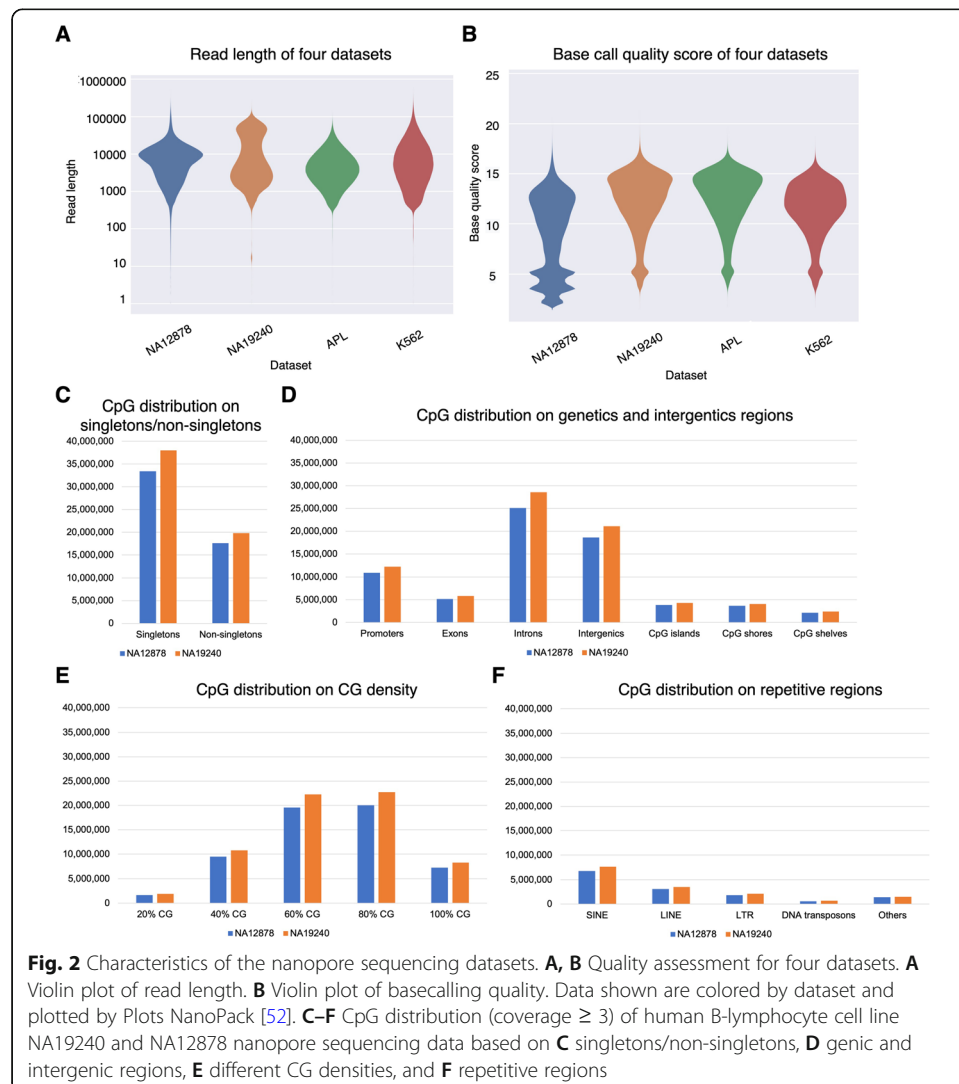 A
Read length of four datasets
1000000
100000
10000
1000
100
10
1
Read length
NA12878
NA19240
APL
K562
Dataset
B
Base call quality score of four datasets
25
20
15
10
5
Base quality score
NA12878
NA19240
APL
K562
Dataset
C
CpG distribution on
singletons/non-singletons
40,000,000
35,000,000
30,000,000
25,000,000
20,000,000
15,000,000
10,000,000
5,000,000
0
Singletons Non-singletons
NA12878 NA19240
D
CpG distribution on genetics and intergentics regions
40,000,000
35,000,000
30,000,000
25,000,000
20,000,000
15,000,000
10,000,000
5,000,000
0
Promoters Exons Introns Intergenics CpG islands CpG shores CpG shelves
NA12878 NA19240
E
CpG distribution on CG density
40,000,000
35,000,000
30,000,000
25,000,000
20,000,000
15,000,000
10,000,000
5,000,000
0
20% CG 40% CG 60% CG 80% CG 100% CG
NA12878 NA19240
F
CpG distribution on repetitive regions
40,000,000
35,000,000
30,000,000
25,000,000
20,000,000
15,000,000
10,000,000
5,000,000
0
SINE LINE LTR DNA transposons Others
NA12878 NA19240
Fig. 2 Characteristics of the nanopore sequencing datasets. A, B Quality assessment for four datasets. A
Violin plot of read length. B Violin plot of basecalling quality. Data shown are colored by dataset and
plotted by Plots NanoPack [52]. C–F CpG distribution (coverage ≥ 3) of human B-lymphocyte cell line
NA19240 and NA12878 nanopore sequencing data based on C singletons/non-singletons, D genic and
intergenic regions, E different CG densities, and F repetitive regions